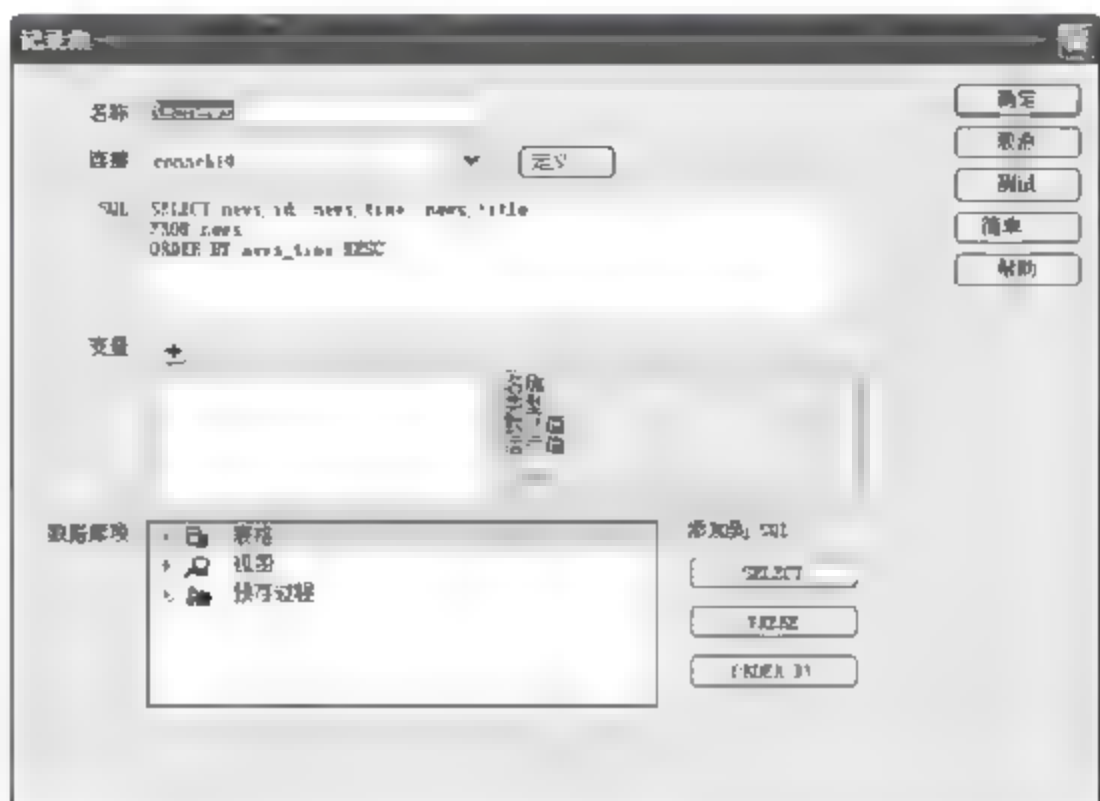 记录集
名称
确定
连接
定义
取消
SQL SELECT news_id, news_time, news_title
FROM news
ORDER BY news_time DESC
测试
简单
帮助
变量
数据库项
表格
视图
预存过程
添加到: SQL
SELECT
WHERE
ORDER BY